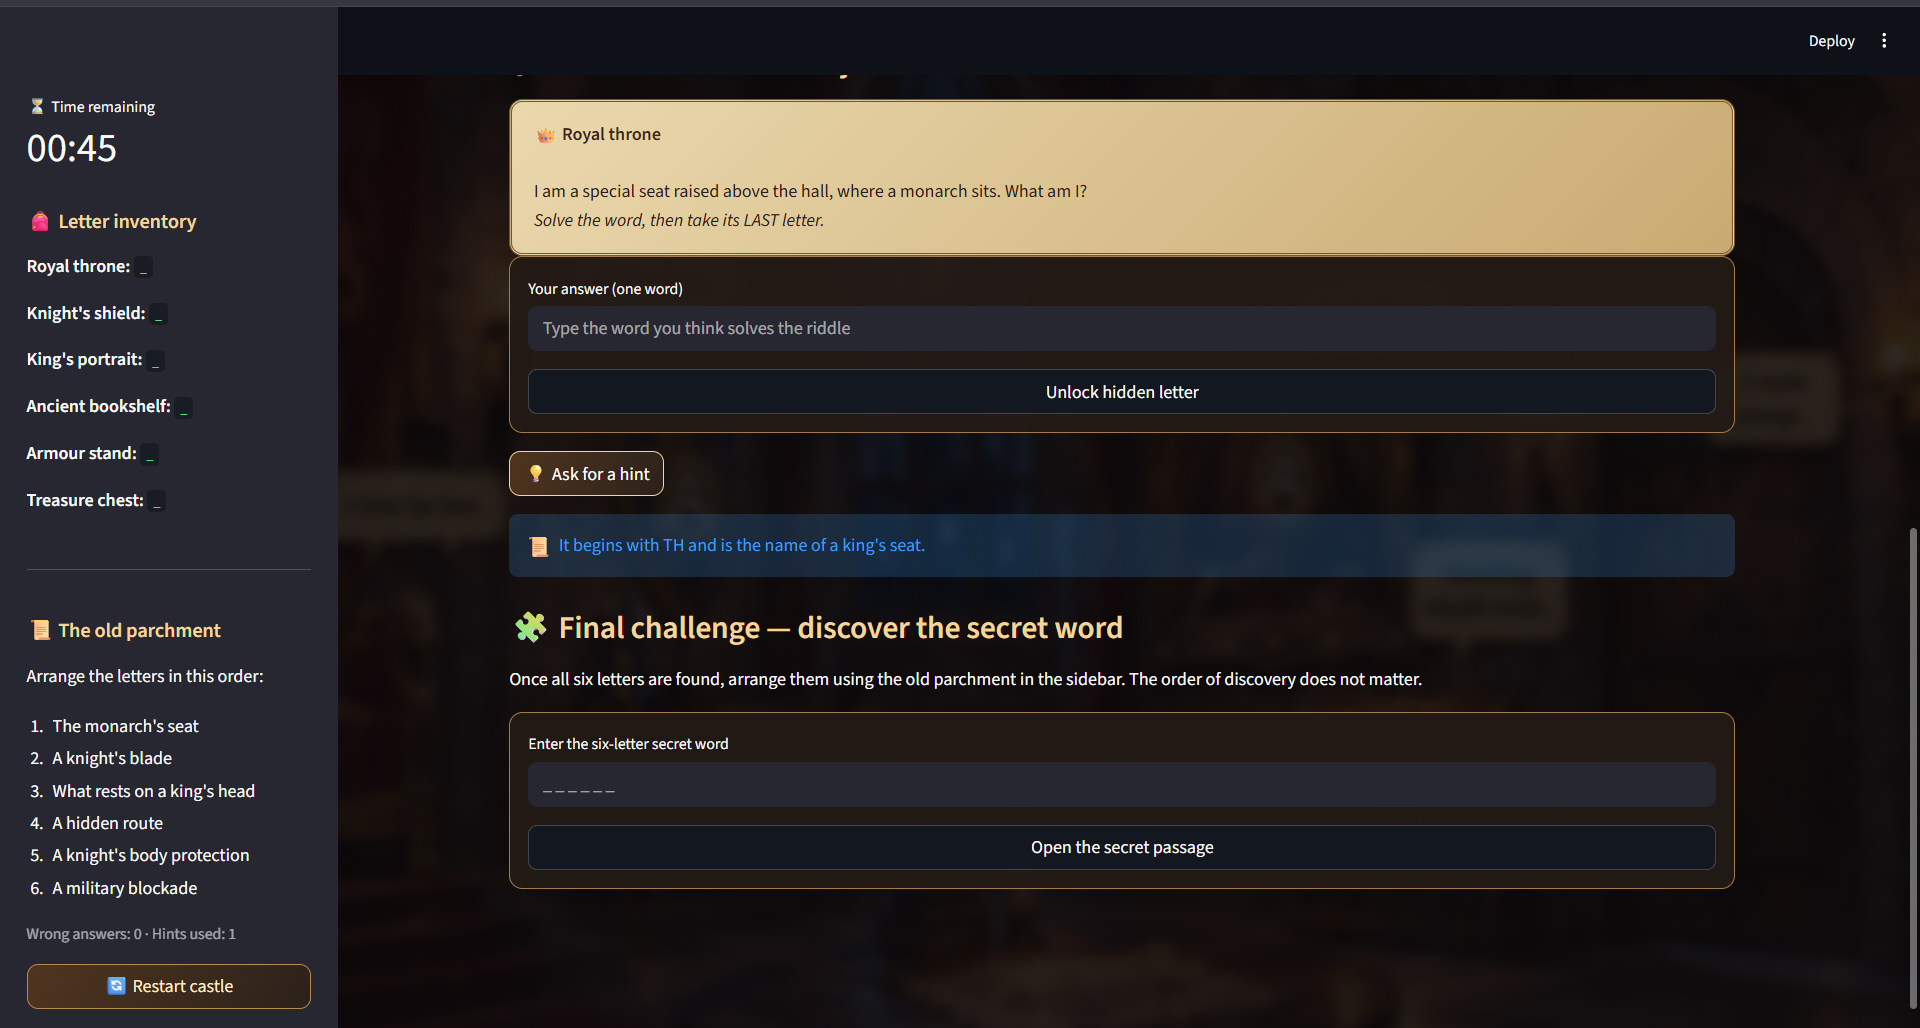 Deploy
Time remaining
00:45
Letter inventory
Royal throne: _
Knight's shield: _
King's portrait: _
Ancient bookshelf: _
Armour stand: _
Treasure chest: _
The old parchment
Arrange the letters in this order:
1. The monarch's seat
2. A knight's blade
3. What rests on a king's head
4. A hidden route
5. A knight's body protection
6. A military blockade
Wrong answers: 0 · Hints used: 1
Restart castle
Royal throne
I am a special seat raised above the hall, where a monarch sits. What am I?
Solve the word, then take its LAST letter.
Your answer (one word)
Type the word you think solves the riddle
Unlock hidden letter
Ask for a hint
It begins with TH and is the name of a king's seat.
Final challenge — discover the secret word
Once all six letters are found, arrange them using the old parchment in the sidebar. The order of discovery does not matter.
Enter the six-letter secret word
_ _ _ _ _ _
Open the secret passage